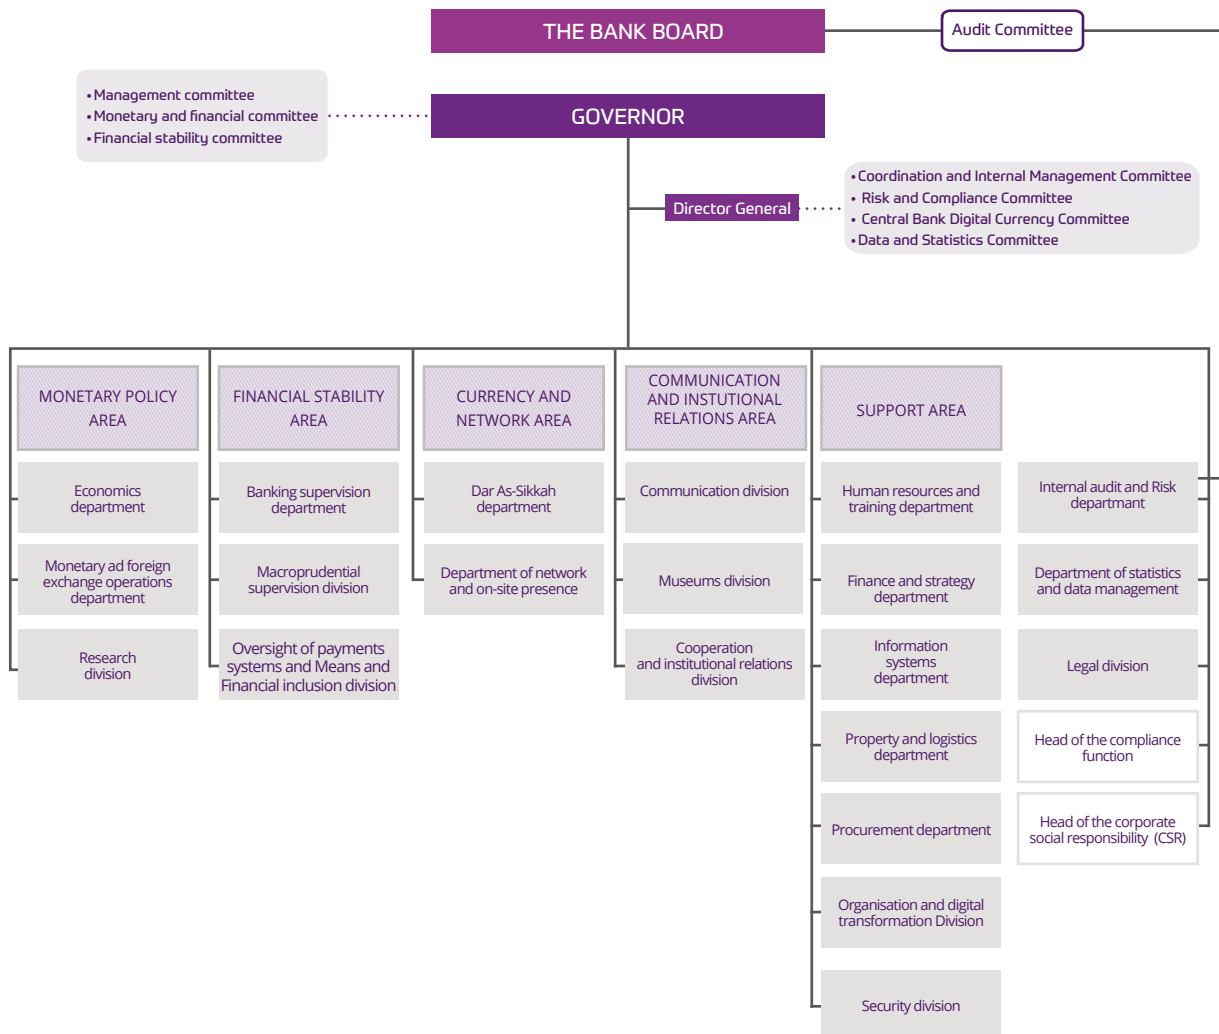 THE BANK BOARD
Audit Committee
• Management committee
• Monetary and financial committee
• Financial stability committee
GOVERNOR
Director General
• Coordination and Internal Management Committee
• Risk and Compliance Committee
• Central Bank Digital Currency Committee
• Data and Statistics Committee
MONETARY POLICY
AREA
FINANCIAL STABILITY
AREA
CURRENCY AND
NETWORK AREA
COMMUNICATION
AND INSTUTIONAL
RELATIONS AREA
SUPPORT AREA
Economics
department
Monetary ad foreign
exchange operations
department
Research
division
Banking supervision
department
Macroprudential
supervision division
Oversight of payments
systems and Means and
Financial inclusion division
Dar As-Sikkah
department
Department of network
and on-site presence
Communication division
Museums division
Cooperation
and institutional relations
division
Human resources and
training department
Finance and strategy
department
Information
systems
department
Property and logistics
department
Procurement department
Organisation and digital
transformation Division
Security division
Internal audit and Risk
departmant
Department of statistics
and data management
Legal division
Head of the compliance
function
Head of the corporate
social responsibility (CSR)